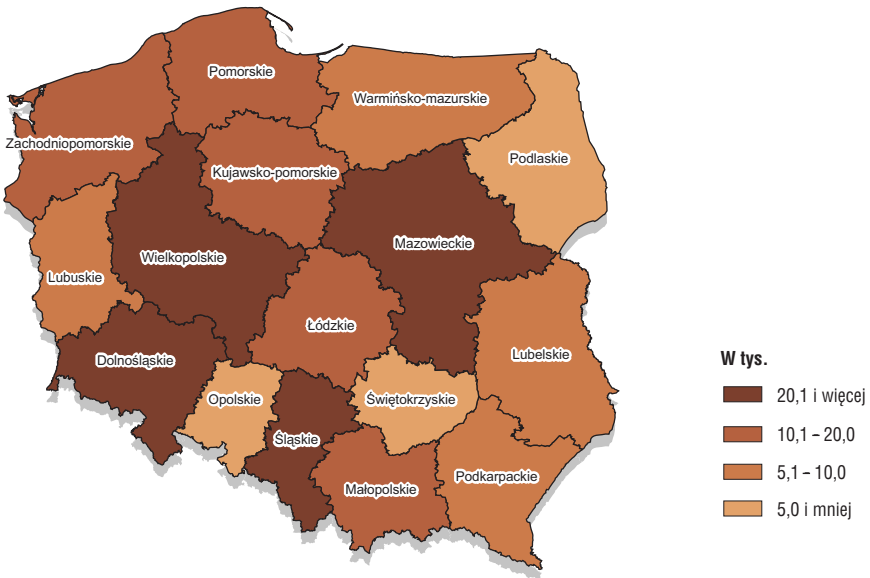 Pomorskie
Warmińsko-mazurskie
Zachodniopomorskie
Podlaskie
Kujawsko-pomorskie
Mazowieckie
Wielkopolskie
Lubuskie
Łódzkie
Lubelskie
Dolnośląskie
Opolskie
Świętokrzyskie
Śląskie
Podkarpackie
Małopolskie
W tys.
20,1 i więcej
10,1 – 20,0
5,1 – 10,0
5,0 i mniej